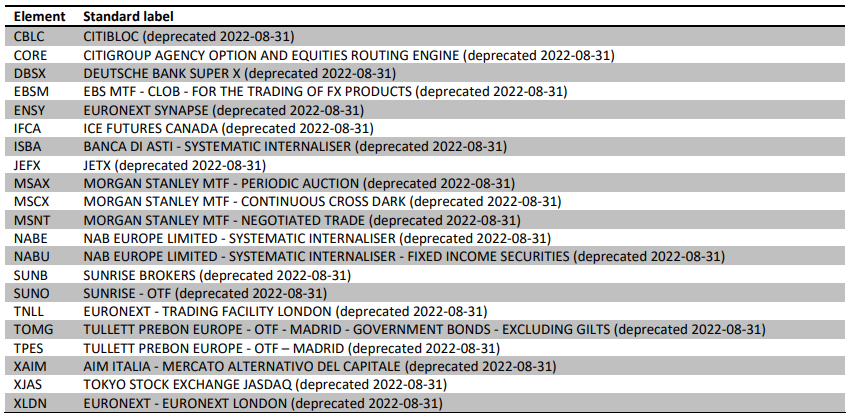 Element Standard label
CBLC CITIBLOC (deprecated 2022-08-31)
CORE CITIGROUP AGENCY OPTION AND EQUITIES ROUTING ENGINE (deprecated 2022-08-31)
DBSX DEUTSCHE BANK SUPER X (deprecated 2022-08-31)
EBSM EBS MTF - CLOB - FOR THE TRADING OF FX PRODUCTS (deprecated 2022-08-31)
ENSY EURONEXT SYNAPSE (deprecated 2022-08-31)
IFCA ICE FUTURES CANADA (deprecated 2022-08-31)
ISBA BANCA DI ASTI - SYSTEMATIC INTERNALISER (deprecated 2022-08-31)
JEFX JETX (deprecated 2022-08-31)
MSAX MORGAN STANLEY MTF - PERIODIC AUCTION (deprecated 2022-08-31)
MSCX MORGAN STANLEY MTF - CONTINUOUS CROSS DARK (deprecated 2022-08-31)
MSNT MORGAN STANLEY MTF - NEGOTIATED TRADE (deprecated 2022-08-31)
NABE NAB EUROPE LIMITED - SYSTEMATIC INTERNALISER (deprecated 2022-08-31)
NABU NAB EUROPE LIMITED - SYSTEMATIC INTERNALISER - FIXED INCOME SECURITIES (deprecated 2022-08-31)
SUNB SUNRISE BROKERS (deprecated 2022-08-31)
SUNO SUNRISE - OTF (deprecated 2022-08-31)
TNLL EURONEXT - TRADING FACILITY LONDON (deprecated 2022-08-31)
TOMG TULLETT PREBON EUROPE - OTF - MADRID - GOVERNMENT BONDS - EXCLUDING GILTS (deprecated 2022-08-31)
TPES TULLETT PREBON EUROPE - OTF – MADRID (deprecated 2022-08-31)
XAIM AIM ITALIA - MERCATO ALTERNATIVO DEL CAPITALE (deprecated 2022-08-31)
XJAS TOKYO STOCK EXCHANGE JASDAQ (deprecated 2022-08-31)
XLDN EURONEXT - EURONEXT LONDON (deprecated 2022-08-31)